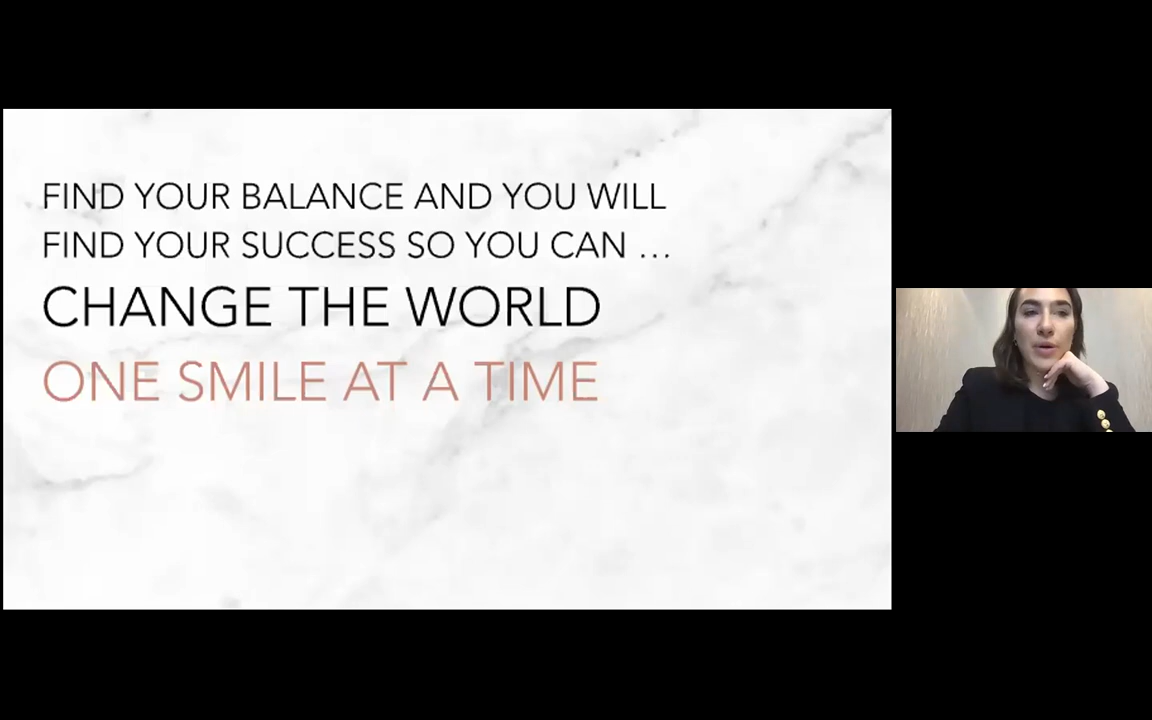 FIND YOUR BALANCE AND YOU WILL
FIND YOUR SUCCESS SO YOU CAN ...
CHANGE THE WORLD
ONE SMILE AT A TIME